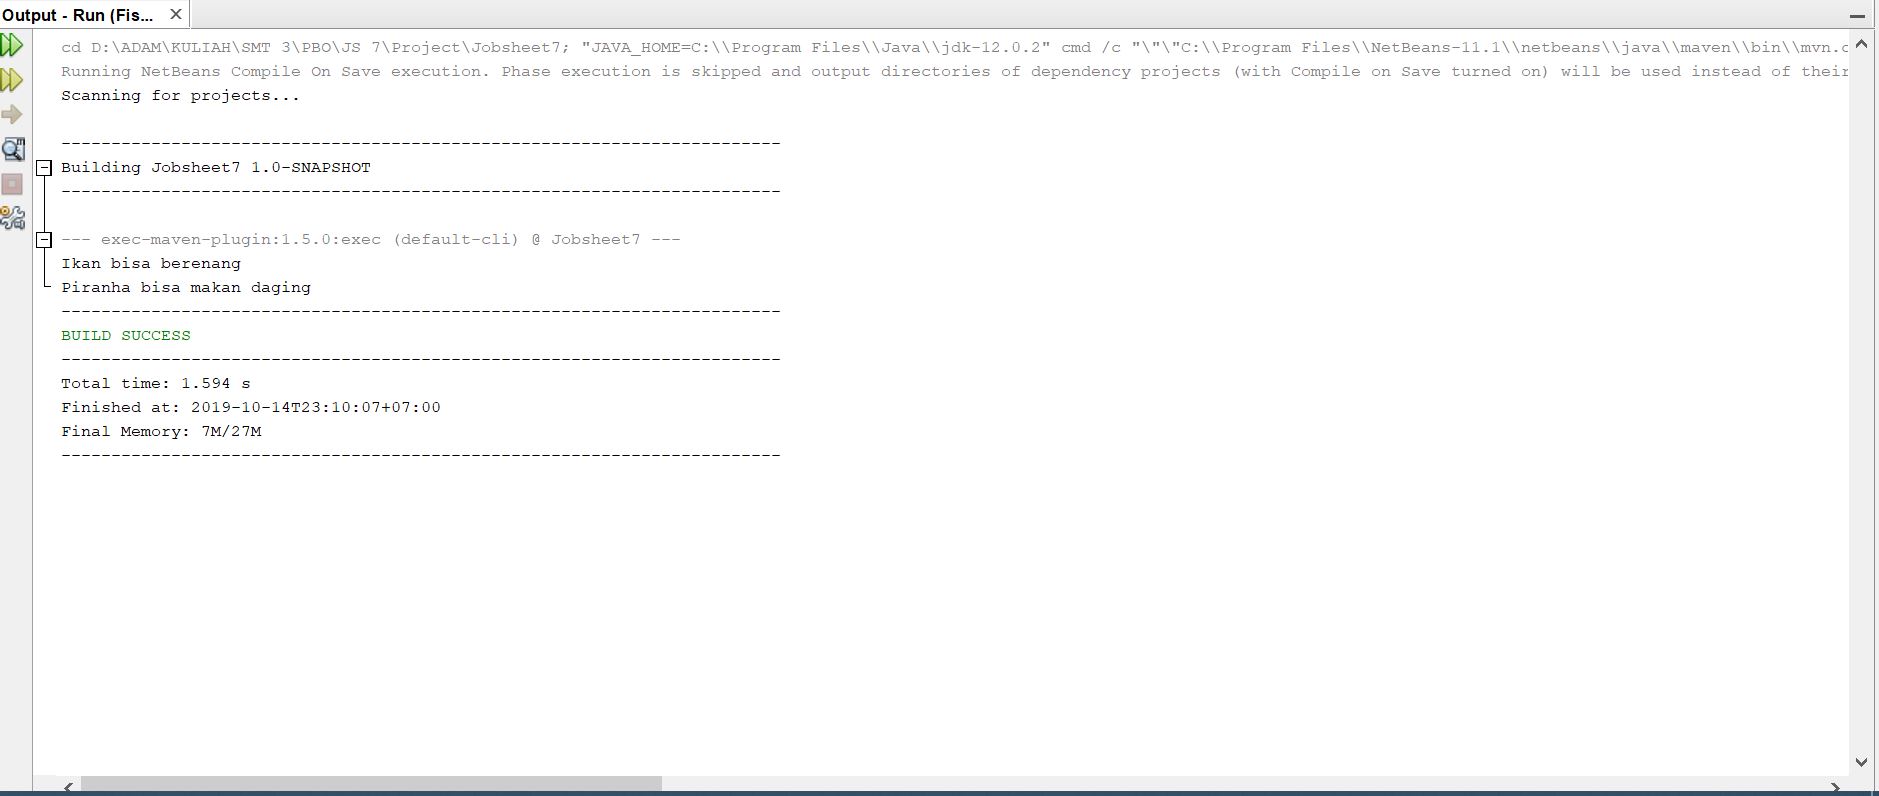 Output - Run (Fis...
cd D:\ADAM\KULIAH\SMT 3\PBO\JS 7\Project\Jobsheet7; "JAVA_HOME=C:\\Program Files\\Java\\jdk-12.0.2" cmd /c "\"\"C:\\Program Files\\NetBeans-11.1\\netbeans\\java\\maven\\bin\\mvn.c
Running NetBeans Compile On Save execution. Phase execution is skipped and output directories of dependency projects (with Compile on Save turned on) will be used instead of their
Scanning for projects...
------------------------------------------------------------------------
Building Jobsheet7 1.0-SNAPSHOT
------------------------------------------------------------------------
--- exec-maven-plugin:1.5.0:exec (default-cli) @ Jobsheet7 ---
Ikan bisa berenang
Piranha bisa makan daging
------------------------------------------------------------------------
BUILD SUCCESS
------------------------------------------------------------------------
Total time: 1.594 s
Finished at: 2019-10-14T23:10:07+07:00
Final Memory: 7M/27M
------------------------------------------------------------------------